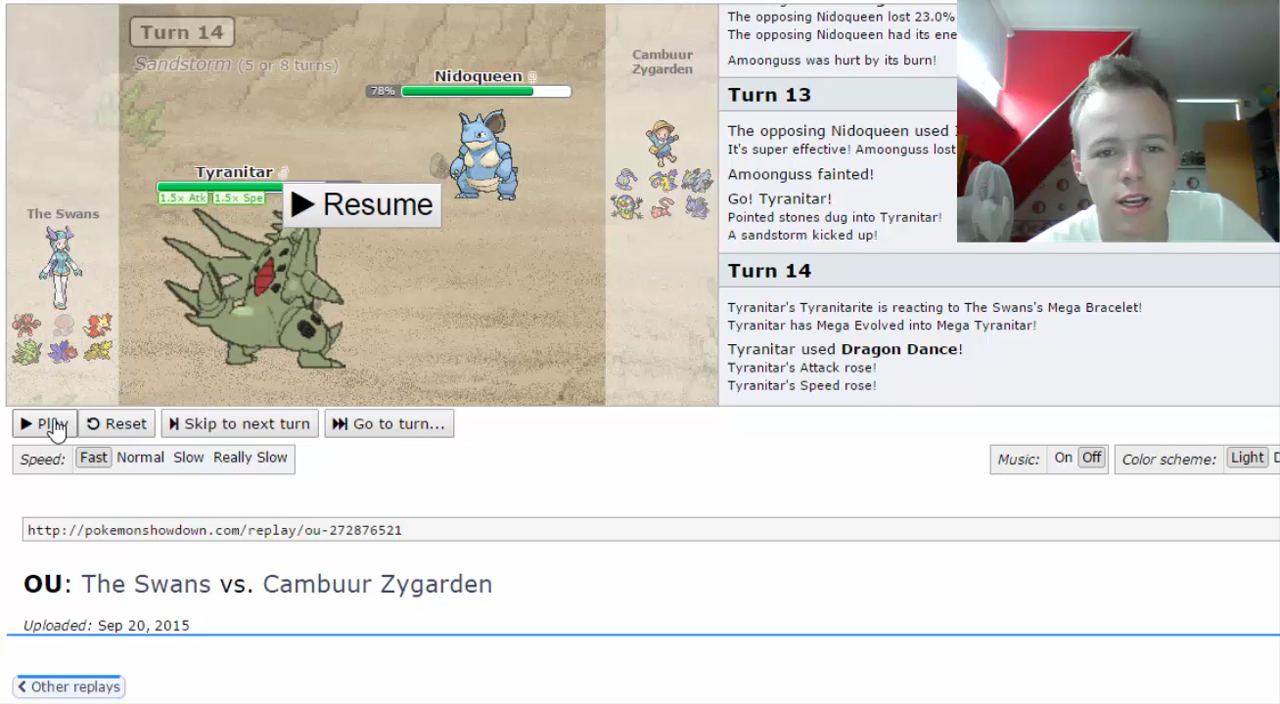 Turn 14
Sandstorm (5 or 8 turns)
Nidoqueen
78%
Tyranitar
1.5× Atk 1.5× Spe
Resume
The Swans
Cambuur
Zygarden
The opposing Nidoqueen lost 23.0%
The opposing Nidoqueen had its ene
Amoonguss was hurt by its burn!
Turn 13
The opposing Nidoqueen used
It's super effective! Amoonguss lost
Amoonguss fainted!
Go! Tyranitar!
Pointed stones dug into Tyranitar!
A sandstorm kicked up!
Turn 14
Tyranitar's Tyranitarite is reacting to The Swans's Mega Bracelet!
Tyranitar has Mega Evolved into Mega Tyranitar!
Tyranitar used Dragon Dance!
Tyranitar's Attack rose!
Tyranitar's Speed rose!
Play Reset Skip to next turn Go to turn...
Speed: Fast Normal Slow Really Slow
Music: On Off Color scheme: Light D
http://pokemonshowdown.com/replay/ou-272876521
OU: The Swans vs. Cambuur Zygarden
Uploaded: Sep 20, 2015
Other replays